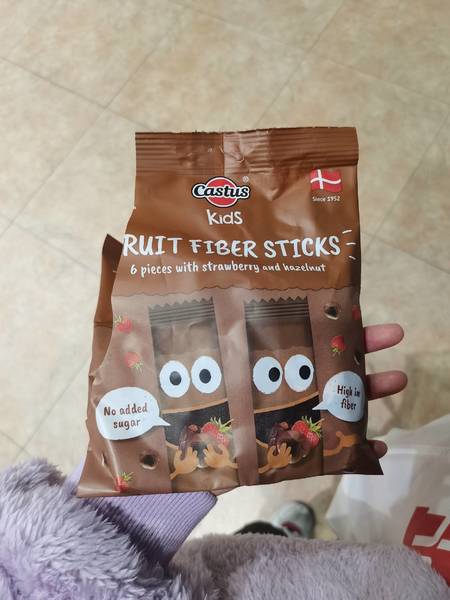 Castus®
Kids
Since 1952
RUIT FIBER STICKS
6 pieces with strawberry and hazelnut
No added
sugar
High in
fiber